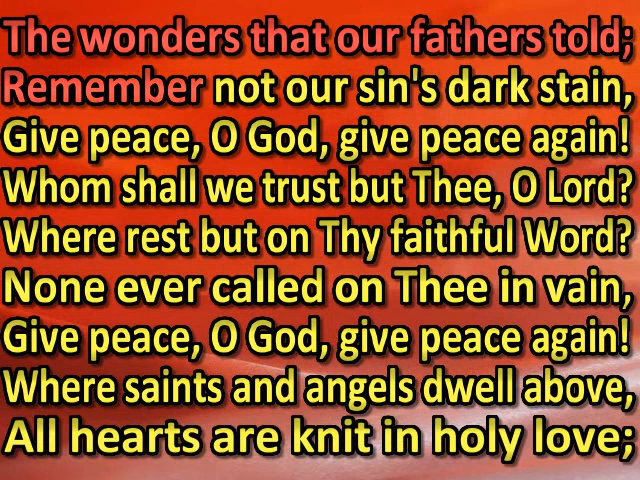 The wonders that our fathers told;
Remember not our sin's dark stain,
Give peace, O God, give peace again!
Whom shall we trust but Thee, O Lord?
Where rest but on Thy faithful Word?
None ever called on Thee in vain,
Give peace, O God, give peace again!
Where saints and angels dwell above,
All hearts are knit in holy love;